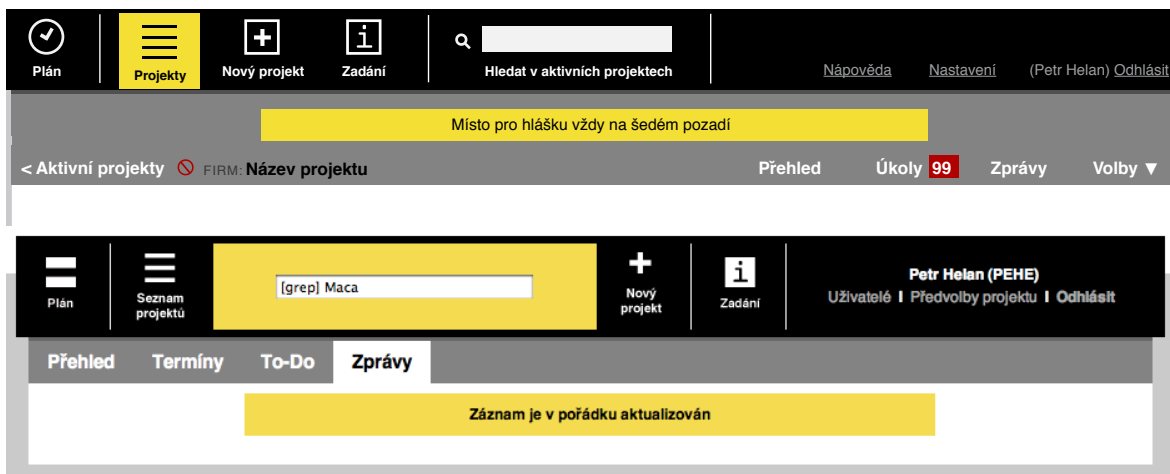 Plán
Projekty
Nový projekt
Zadání
Hledat v aktivních projektech
Nápověda
Nastavení
(Petr Helan) Odhlásit
Místo pro hlášku vždy na šedém pozadí
< Aktivní projekty FIRM: Název projektu
Přehled
Úkoly 99
Zprávy
Volby ▼
Plán
Seznam
projektů
[grep] Maca
Nový
projekt
Zadání
Petr Helan (PEHE)
Uživatelé I Předvolby projektu I Odhlásit
Přehled
Termíny
To-Do
Zprávy
Záznam je v pořádku aktualizován